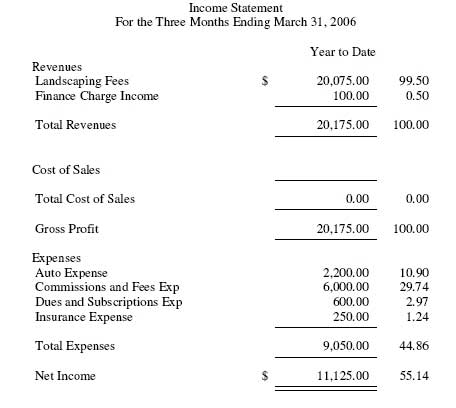 Income Statement
For the Three Months Ending March 31, 2006
Year to Date
Revenues
Landscaping Fees $ 20,075.00 99.50
Finance Charge Income 100.00 0.50
Total Revenues 20,175.00 100.00
Cost of Sales
Total Cost of Sales 0.00 0.00
Gross Profit 20,175.00 100.00
Expenses
Auto Expense 2,200.00 10.90
Commissions and Fees Exp 6,000.00 29.74
Dues and Subscriptions Exp 600.00 2.97
Insurance Expense 250.00 1.24
Total Expenses 9,050.00 44.86
Net Income $ 11,125.00 55.14